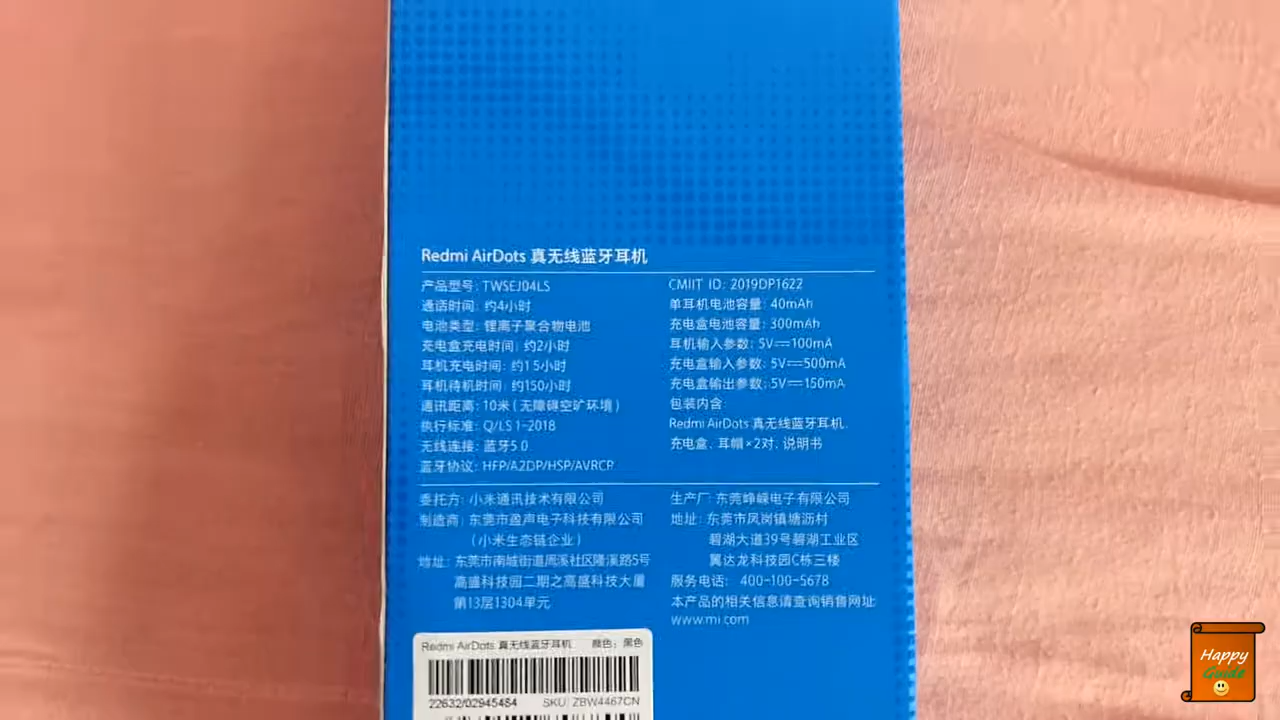 Redmi AirDots 真无线蓝牙耳机
产品型号: TWSEJ04LS
通话时间: 约4小时
电池类型: 锂离子聚合物电池
充电盒充电时间: 约2小时
耳机充电时间: 约1.5小时
耳机待机时间: 约150小时
通讯距离: 10米 (无障碍空旷环境)
执行标准: Q/LS 1-2018
无线连接: 蓝牙5.0
蓝牙协议: HFP/A2DP/HSP/AVRCP
CMIIT ID: 2019DP1622
单耳机电池容量: 40mAh
充电盒电池容量: 300mAh
耳机输入参数: 5V⎓100mA
充电盒输入参数: 5V⎓500mA
充电盒输出参数: 5V⎓150mA
包装内含:
Redmi AirDots 真无线蓝牙耳机、
充电盒、耳帽×2对、说明书
委托方: 小米通讯技术有限公司
制造商: 东莞市盈声电子科技有限公司
(小米生态链企业)
地址: 东莞市南城街道周溪社区隆溪路5号
高盛科技园二期之高盛科技大厦
第13层1304单元
生产厂: 东莞峥嵘电子有限公司
地址: 东莞市凤岗镇塘沥村
碧湖大道39号碧湖工业区
翼达龙科技园C栋三楼
服务电话: 400-100-5678
本产品的相关信息请查询销售网址
www.mi.com
Redmi AirDots 真无线蓝牙耳机 颜色: 黑色
22632/02945484 SKU: ZBW4467CN
Happy
Guide